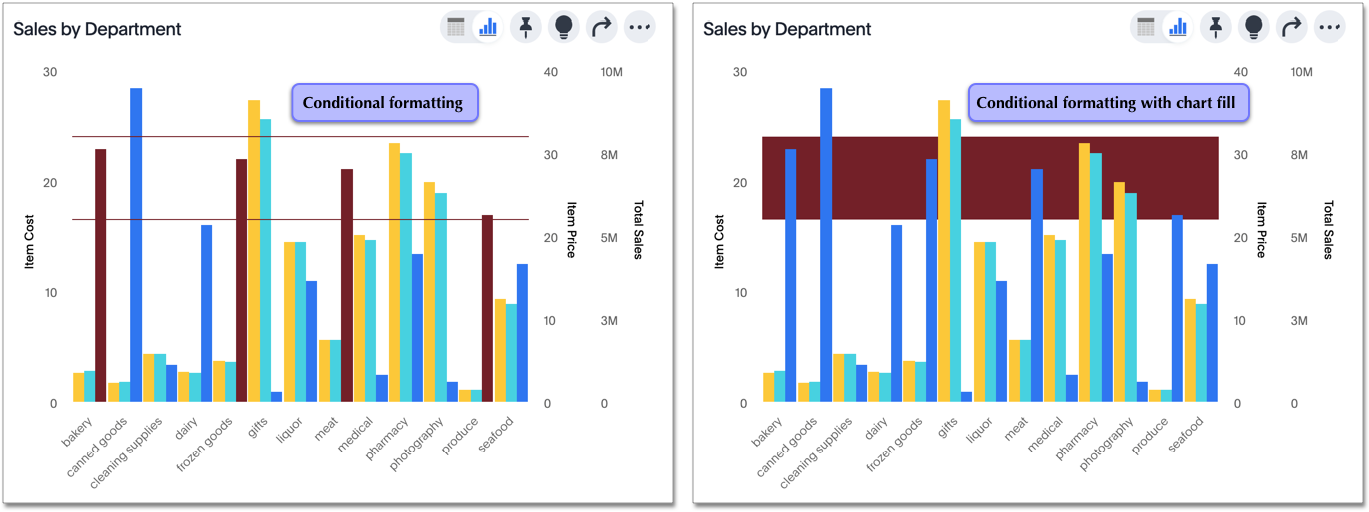 Sales by Department
Conditional formatting
30
20
10
0
Item Cost
40
30
20
10
0
Item Price
10M
8M
5M
3M
0
Total Sales
bakery
canned goods
cleaning supplies
dairy
frozen goods
gifts
liquor
meat
medical
pharmacy
photography
produce
seafood
Sales by Department
Conditional formatting with chart fill
30
20
10
0
Item Cost
40
30
20
10
0
Item Price
10M
8M
5M
3M
0
Total Sales
bakery
canned goods
cleaning supplies
dairy
frozen goods
gifts
liquor
meat
medical
pharmacy
photography
produce
seafood